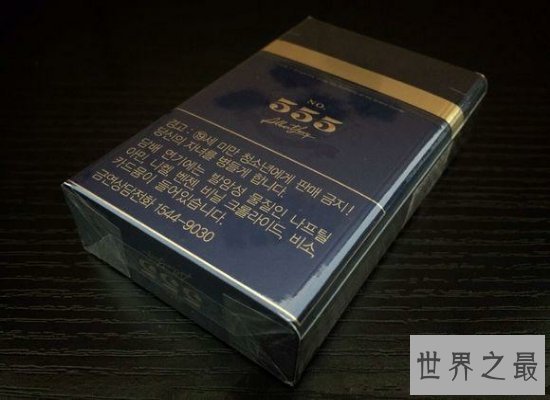 NO.
555
경고 : ⑲세 미만 청소년에게 판매 금지!
당신의 자녀를 병들게 합니다.
담배 연기에는 발암성 물질인 나프틸
아민, 니켈, 벤젠, 비닐 크롤라이드, 비소,
카드뮴이 들어있습니다.
금연상담전화 1544-9030
555
世界之最